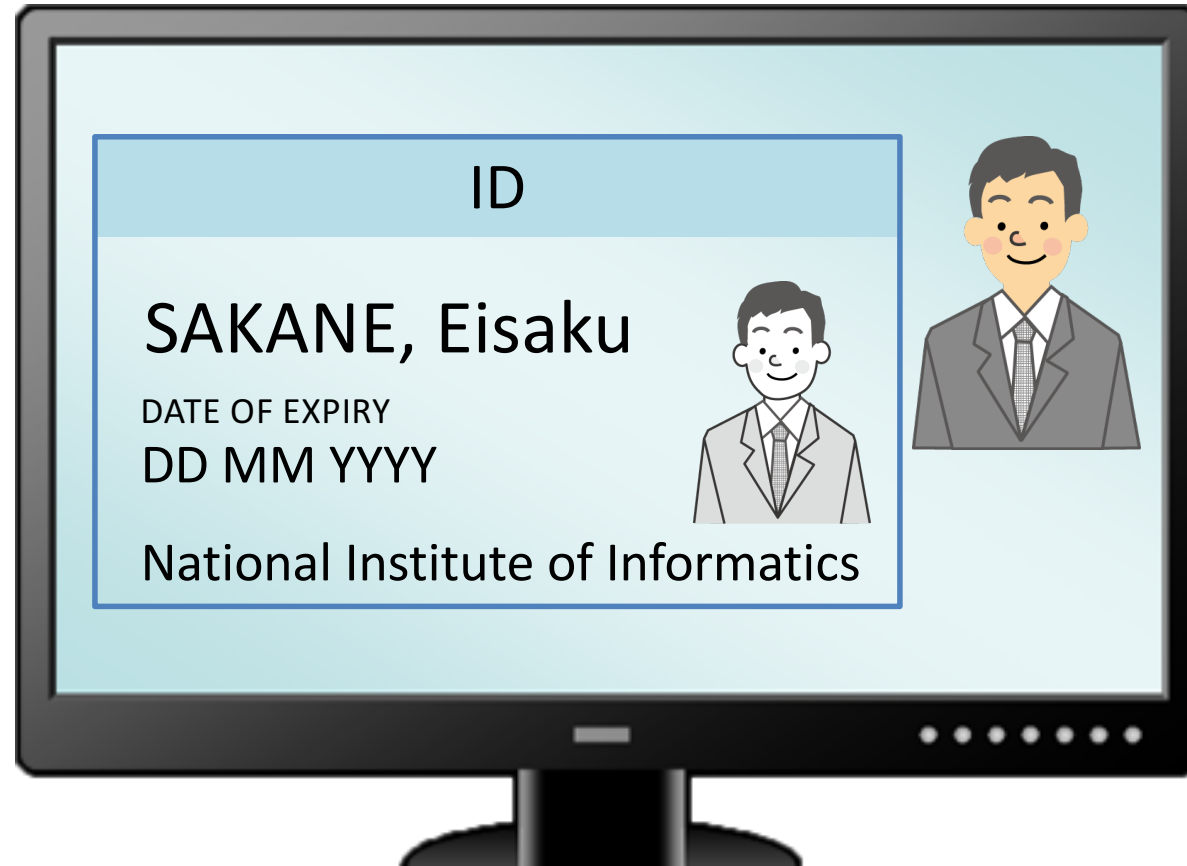 ID
SAKANE, Eisaku
DATE OF EXPIRY
DD MM YYYY
National Institute of Informatics